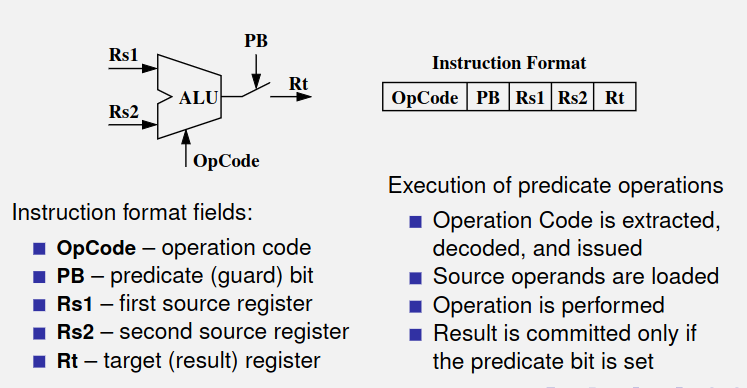 Rs1
PB
Rt
ALU
Rs2
OpCode
Instruction format fields:
OpCode – operation code
PB – predicate (guard) bit
Rs1 – first source register
Rs2 – second source register
Rt – target (result) register
Instruction Format
OpCode PB Rs1 Rs2 Rt
Execution of predicate operations
Operation Code is extracted,
decoded, and issued
Source operands are loaded
Operation is performed
Result is committed only if
the predicate bit is set